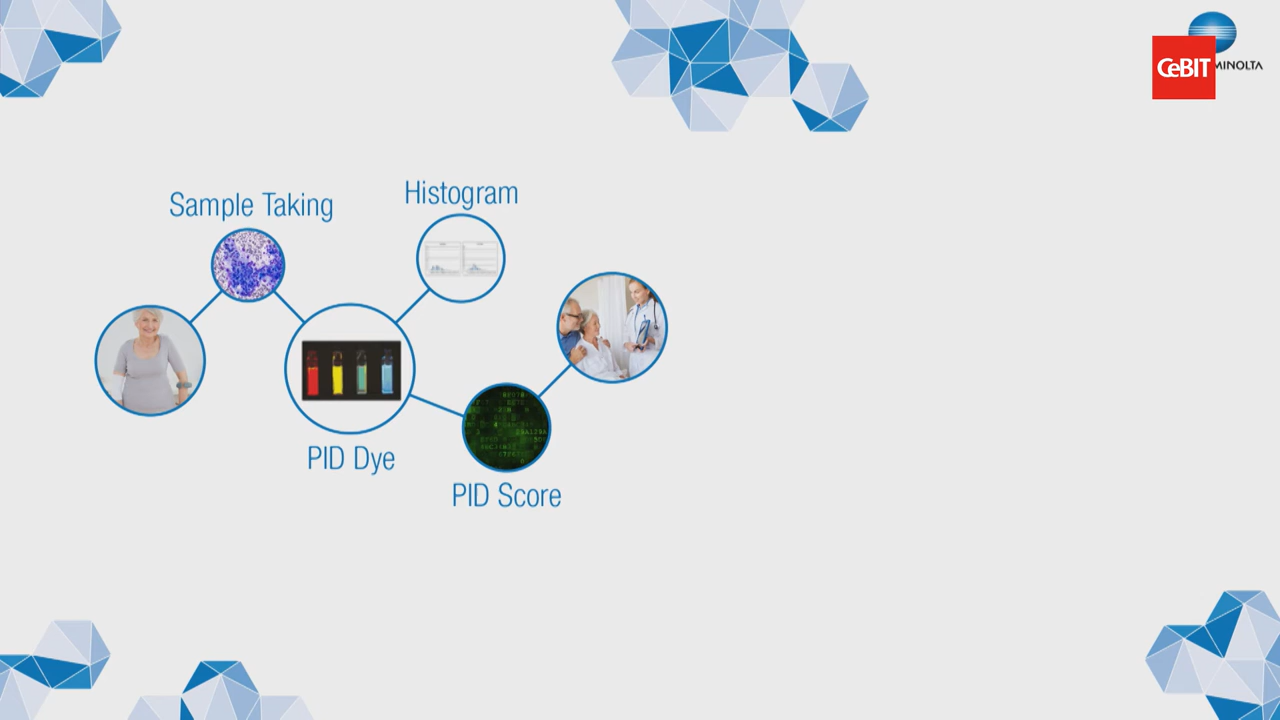 CeBIT
MINOLTA
Histogram
Sample Taking
PID Dye
PID Score